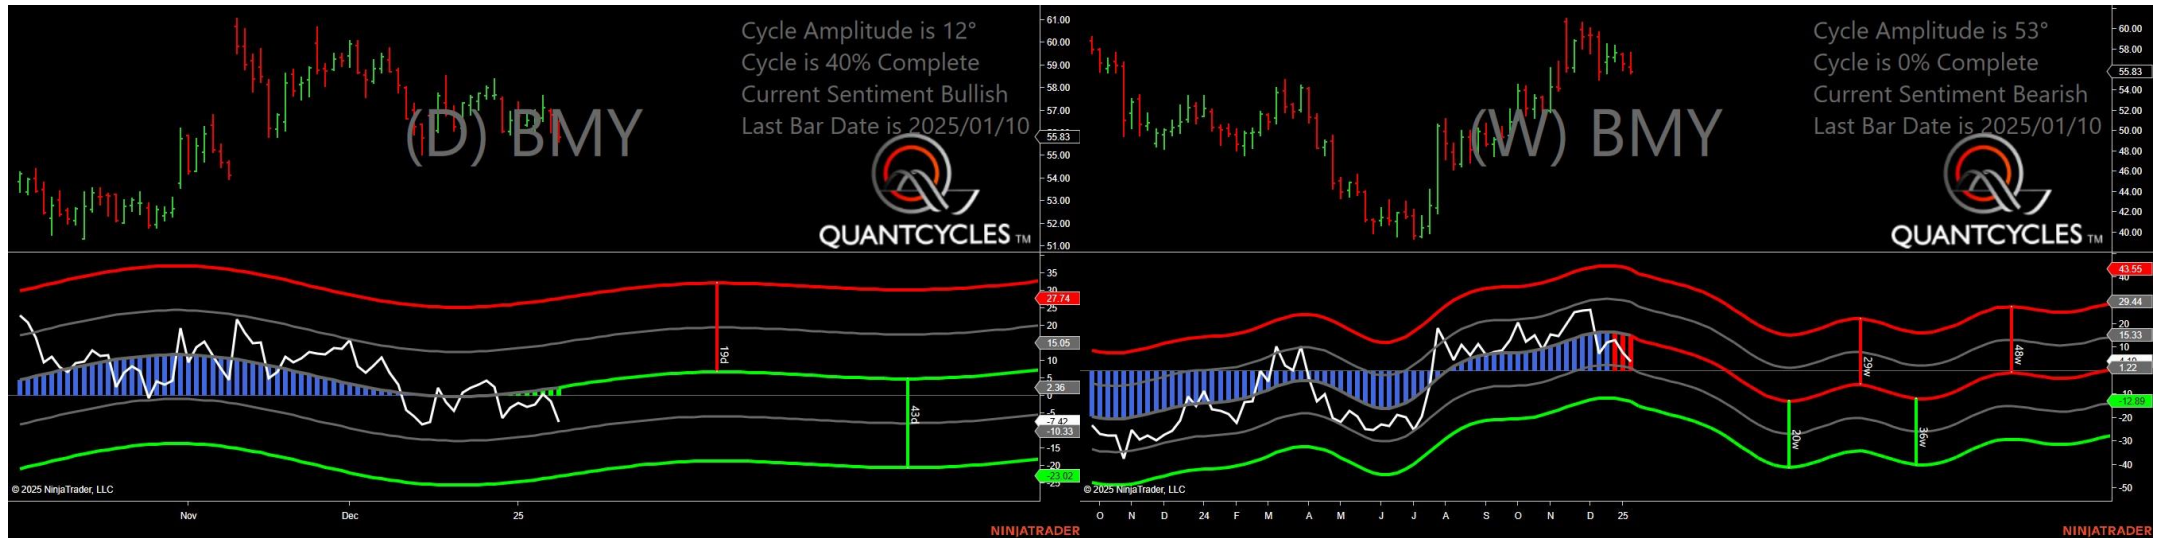 Cycle Amplitude is 12°
Cycle is 40% Complete
Current Sentiment Bullish
Last Bar Date is 2025/01/10
(D) BMY
QUANTCYCLES TM
61.00
60.00
59.00
58.00
57.00
55.83
55.00
54.00
53.00
52.00
51.00
35
27.74
25
20
15.05
10
5
2.36
0
-5
-7.42
-10.33
-15
-20
-23.02
-25
19d
43d
© 2025 NinjaTrader, LLC
Nov
Dec
25
NINJATRADER
Cycle Amplitude is 53°
Cycle is 0% Complete
Current Sentiment Bearish
Last Bar Date is 2025/01/10
(W) BMY
QUANTCYCLES TM
60.00
58.00
55.83
54.00
52.00
50.00
48.00
46.00
44.00
42.00
40.00
43.55
40
29.44
20
15.33
10
1.22
-10
-12.89
-20
-30
-40
-50
20w
29w
36w
48w
© 2025 NinjaTrader, LLC
O N D 24 F M A M J J A S O N D 25
NINJATRADER